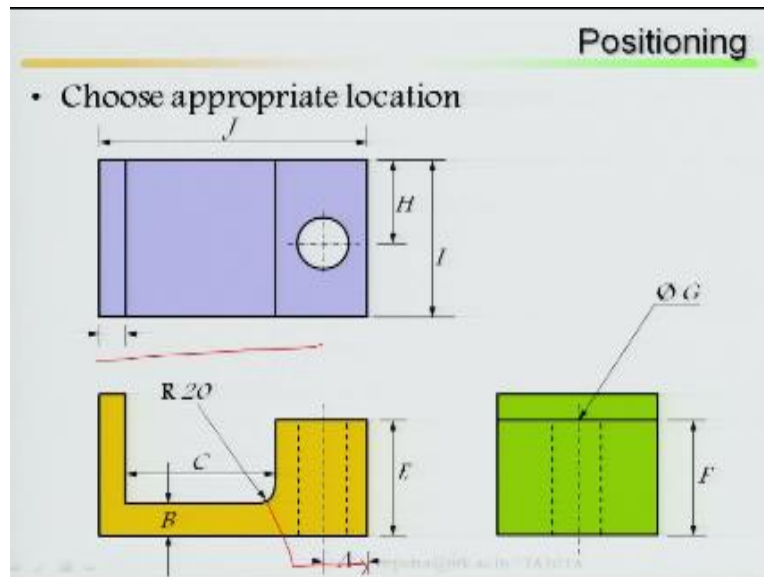 Positioning
• Choose appropriate location
J
H
I
Ø G
R 20
C
E
F
B
A